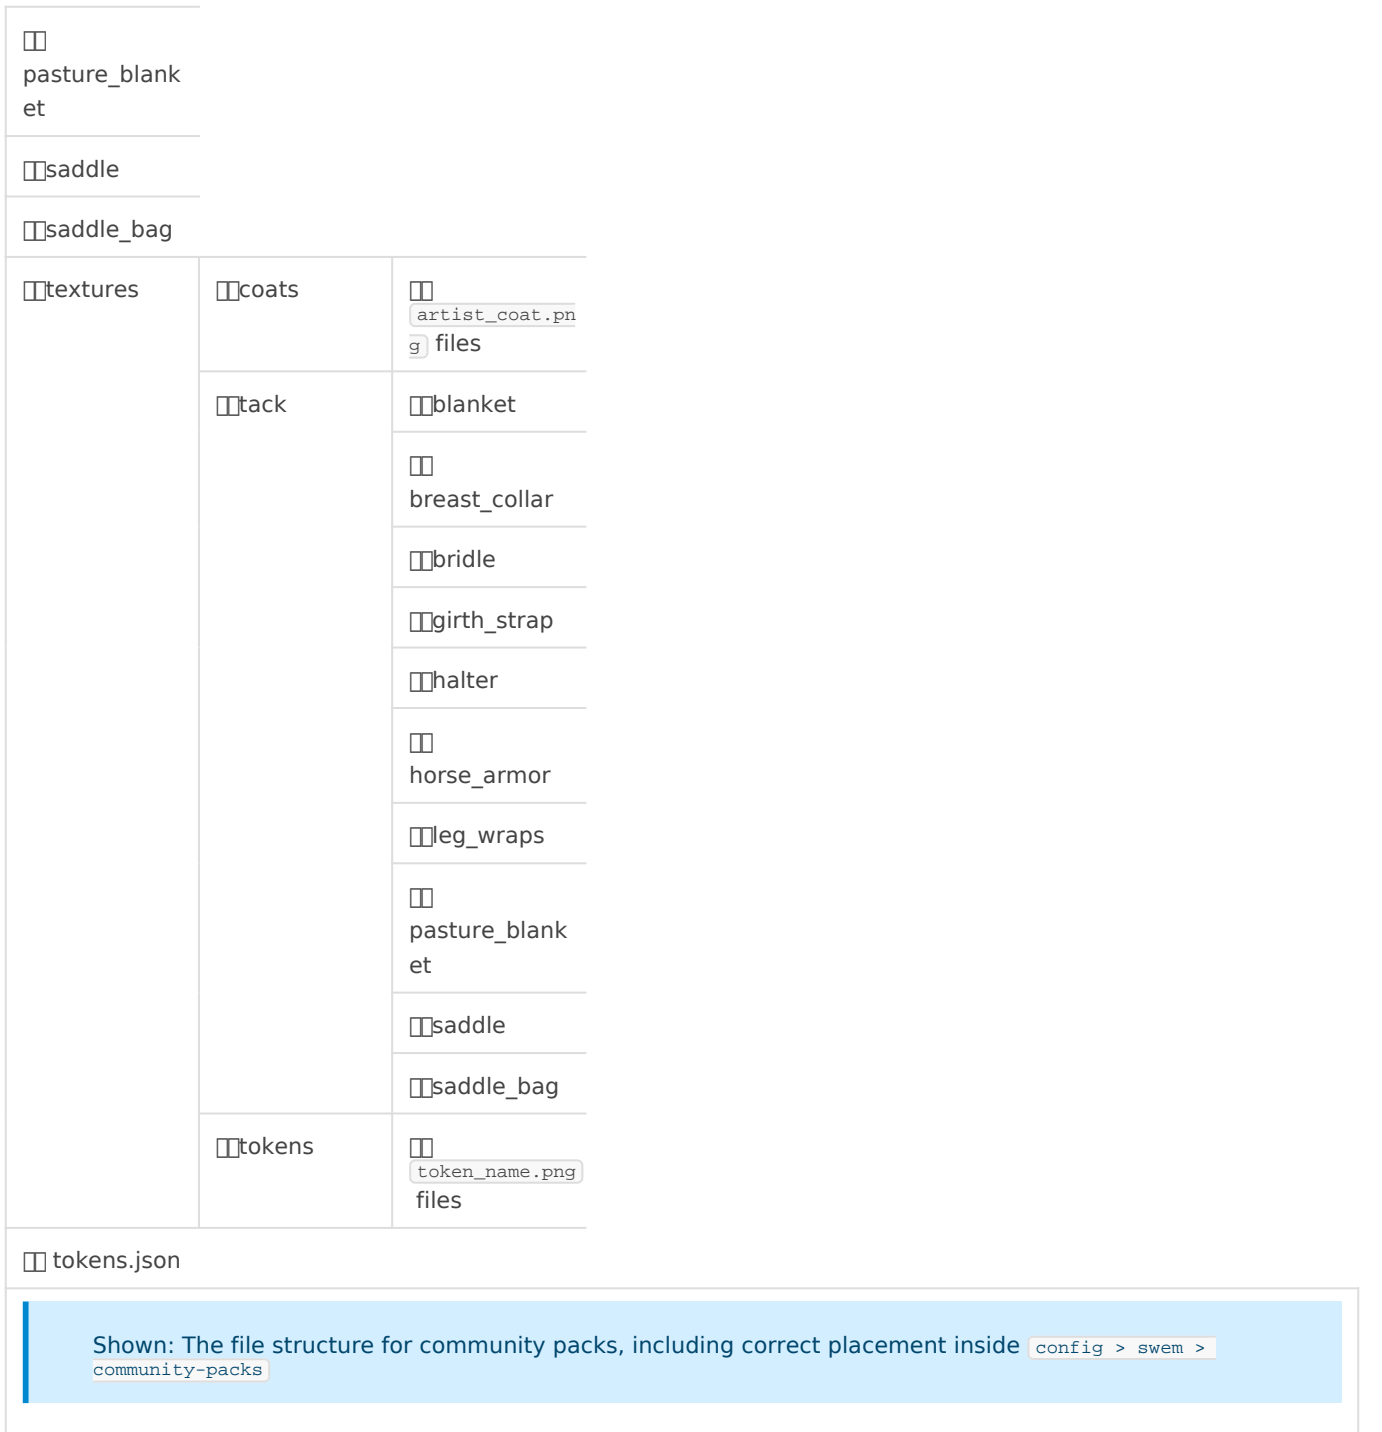 pasture_blank
et
saddle
saddle_bag
textures
coats
artist_coat.pn
g files
tack
blanket
breast_collar
bridle
girth_strap
halter
horse_armor
leg_wraps
pasture_blank
et
saddle
saddle_bag
tokens
token_name.png
files
tokens.json
Shown: The file structure for community packs, including correct placement inside config > swem >
community-packs